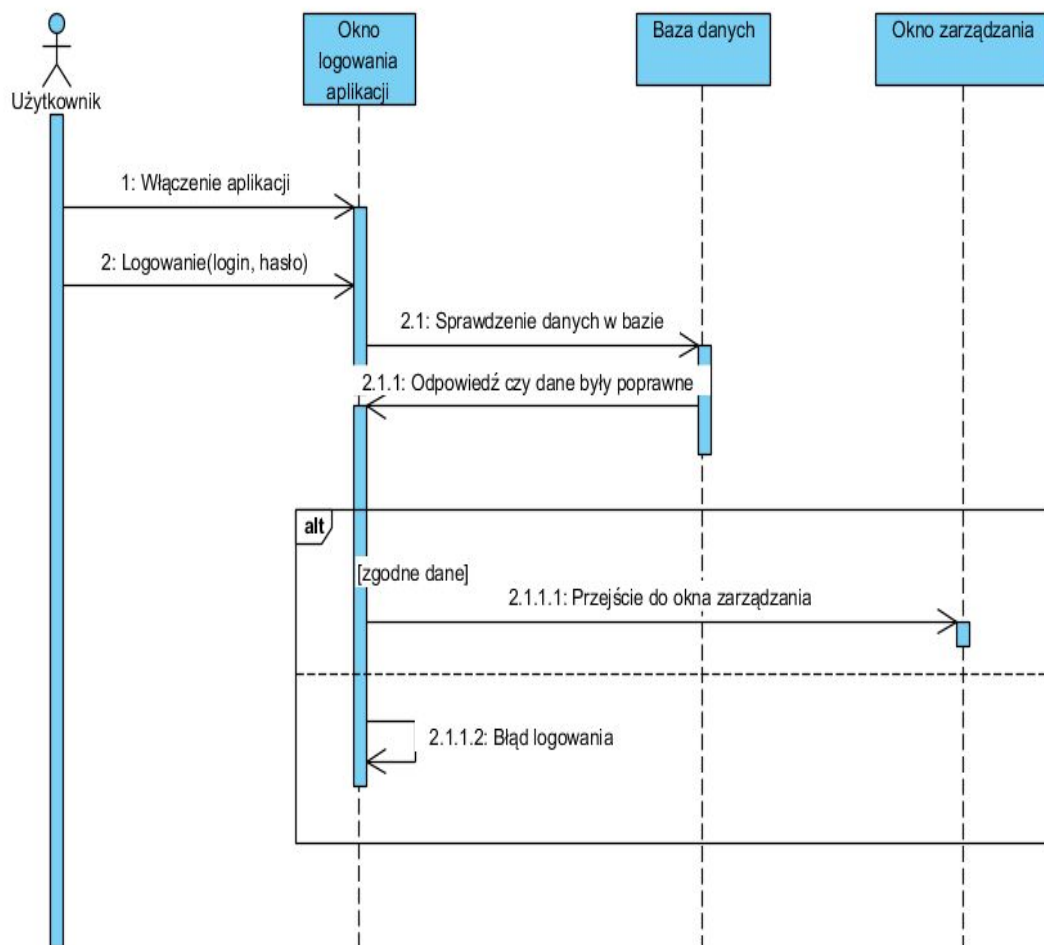 Użytkownik
Okno
logowania
aplikacji
Baza danych
Okno zarządzania
1: Włączenie aplikacji
2: Logowanie(login, hasło)
2.1: Sprawdzenie danych w bazie
2.1.1: Odpowiedź czy dane były poprawne
alt
[zgodne dane]
2.1.1.1: Przejście do okna zarządzania
2.1.1.2: Błąd logowania